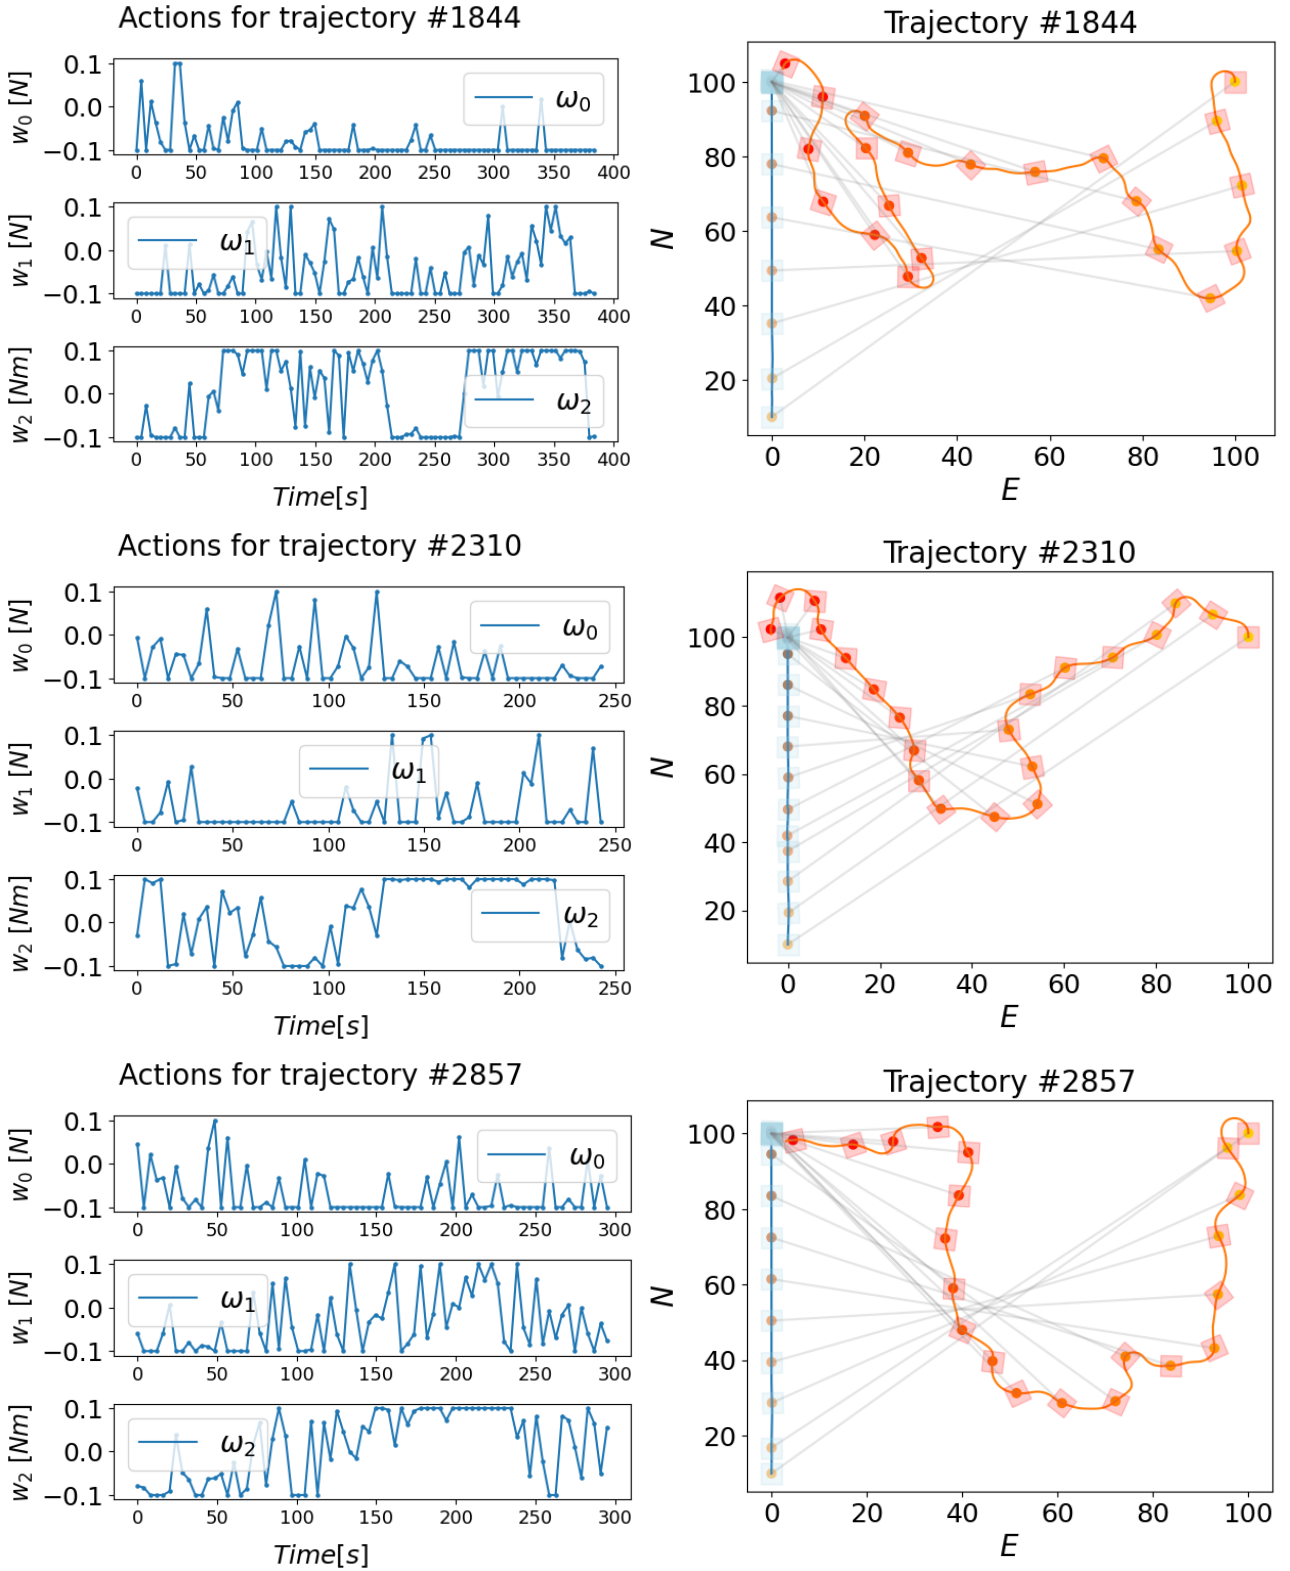 Actions for trajectory #1844
w0 [N]
0.1
0.0
−0.1
ω0
0 50 100 150 200 250 300 350 400
w1 [N]
0.1
0.0
−0.1
ω1
0 50 100 150 200 250 300 350 400
w2 [Nm]
0.1
0.0
−0.1
ω2
0 50 100 150 200 250 300 350 400
Time[s]
Trajectory #1844
N
100
80
60
40
20
0 20 40 60 80 100
E
Actions for trajectory #2310
w0 [N]
0.1
0.0
−0.1
ω0
0 50 100 150 200 250
w1 [N]
0.1
0.0
−0.1
ω1
0 50 100 150 200 250
w2 [Nm]
0.1
0.0
−0.1
ω2
0 50 100 150 200 250
Time[s]
Trajectory #2310
N
100
80
60
40
20
0 20 40 60 80 100
E
Actions for trajectory #2857
w0 [N]
0.1
0.0
−0.1
ω0
0 50 100 150 200 250 300
w1 [N]
0.1
0.0
−0.1
ω1
0 50 100 150 200 250 300
w2 [Nm]
0.1
0.0
−0.1
ω2
0 50 100 150 200 250 300
Time[s]
Trajectory #2857
N
100
80
60
40
20
0 20 40 60 80 100
E